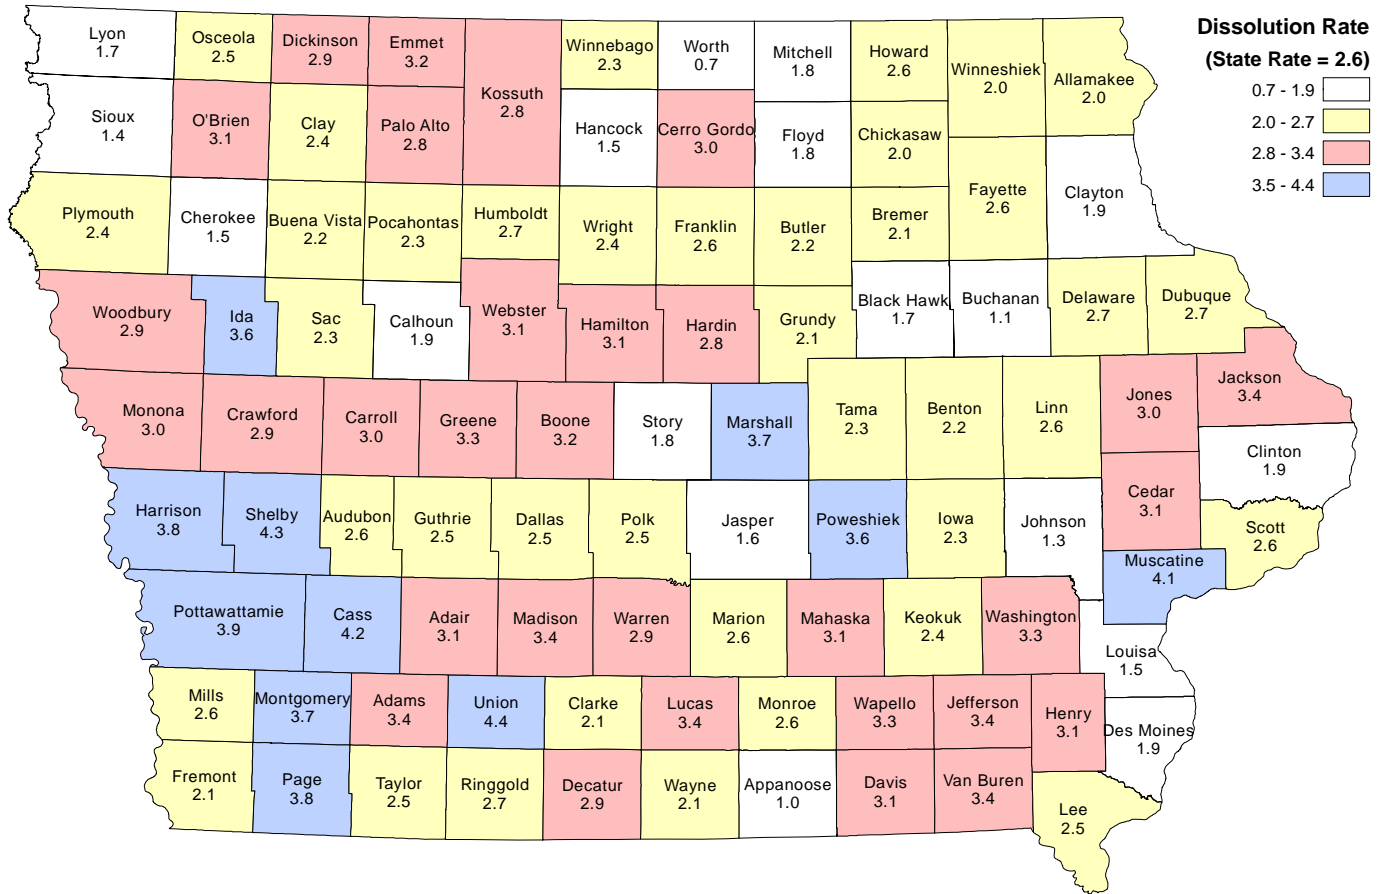 Dissolution Rate
(State Rate = 2.6)
0.7 - 1.9
2.0 - 2.7
2.8 - 3.4
3.5 - 4.4
Lyon
1.7
Osceola
2.5
Dickinson
2.9
Emmet
3.2
Kossuth
2.8
Winnebago
2.3
Worth
0.7
Mitchell
1.8
Howard
2.6
Winneshiek
2.0
Allamakee
2.0
Sioux
1.4
O'Brien
3.1
Clay
2.4
Palo Alto
2.8
Hancock
1.5
Cerro Gordo
3.0
Floyd
1.8
Chickasaw
2.0
Fayette
2.6
Clayton
1.9
Plymouth
2.4
Cherokee
1.5
Buena Vista
2.2
Pocahontas
2.3
Humboldt
2.7
Wright
2.4
Franklin
2.6
Butler
2.2
Bremer
2.1
Woodbury
2.9
Ida
3.6
Sac
2.3
Calhoun
1.9
Webster
3.1
Hamilton
3.1
Hardin
2.8
Grundy
2.1
Black Hawk
1.7
Buchanan
1.1
Delaware
2.7
Dubuque
2.7
Monona
3.0
Crawford
2.9
Carroll
3.0
Greene
3.3
Boone
3.2
Story
1.8
Marshall
3.7
Tama
2.3
Benton
2.2
Linn
2.6
Jones
3.0
Jackson
3.4
Clinton
1.9
Cedar
3.1
Harrison
3.8
Shelby
4.3
Audubon
2.6
Guthrie
2.5
Dallas
2.5
Polk
2.5
Jasper
1.6
Poweshiek
3.6
Iowa
2.3
Johnson
1.3
Scott
2.6
Muscatine
4.1
Pottawattamie
3.9
Cass
4.2
Adair
3.1
Madison
3.4
Warren
2.9
Marion
2.6
Mahaska
3.1
Keokuk
2.4
Washington
3.3
Louisa
1.5
Mills
2.6
Montgomery
3.7
Adams
3.4
Union
4.4
Clarke
2.1
Lucas
3.4
Monroe
2.6
Wapello
3.3
Jefferson
3.4
Henry
3.1
Des Moines
1.9
Fremont
2.1
Page
3.8
Taylor
2.5
Ringgold
2.7
Decatur
2.9
Wayne
2.1
Appanoose
1.0
Davis
3.1
Van Buren
3.4
Lee
2.5